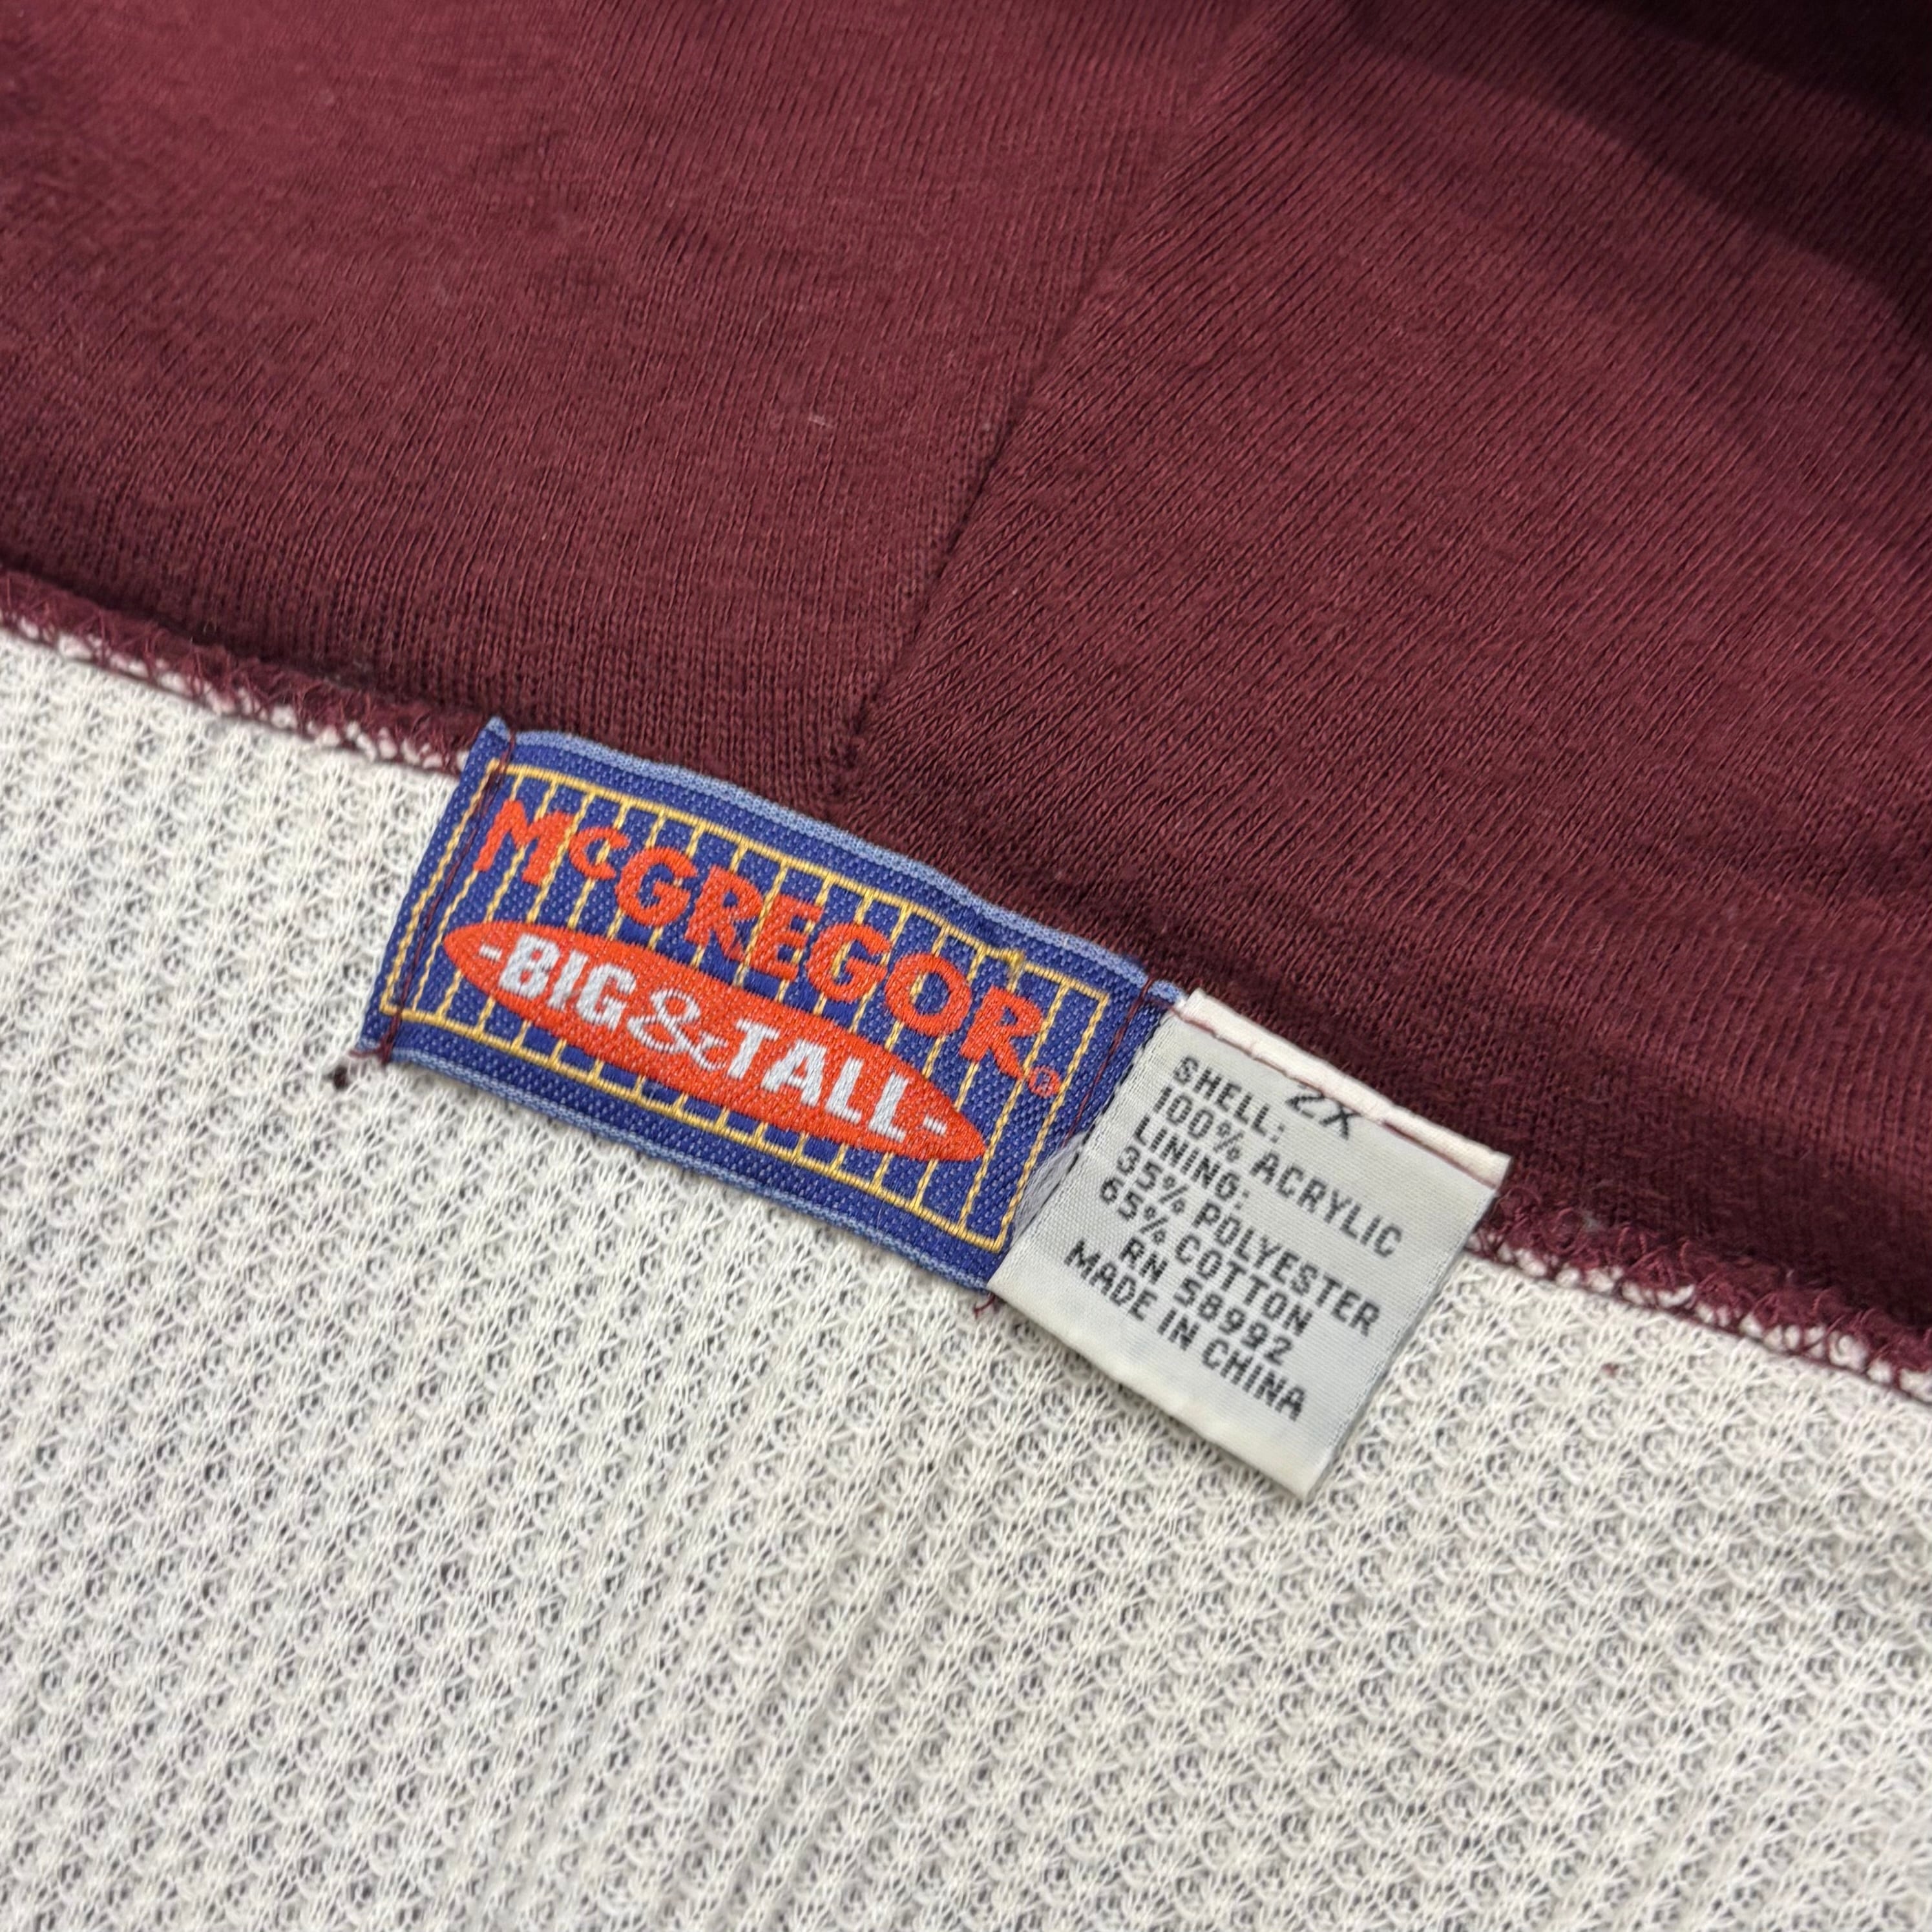 McGREGOR®
-BIG & TALL-
2X
SHELL:
100% ACRYLIC
LINING:
35% POLYESTER
65% COTTON
RN 58992
MADE IN CHINA